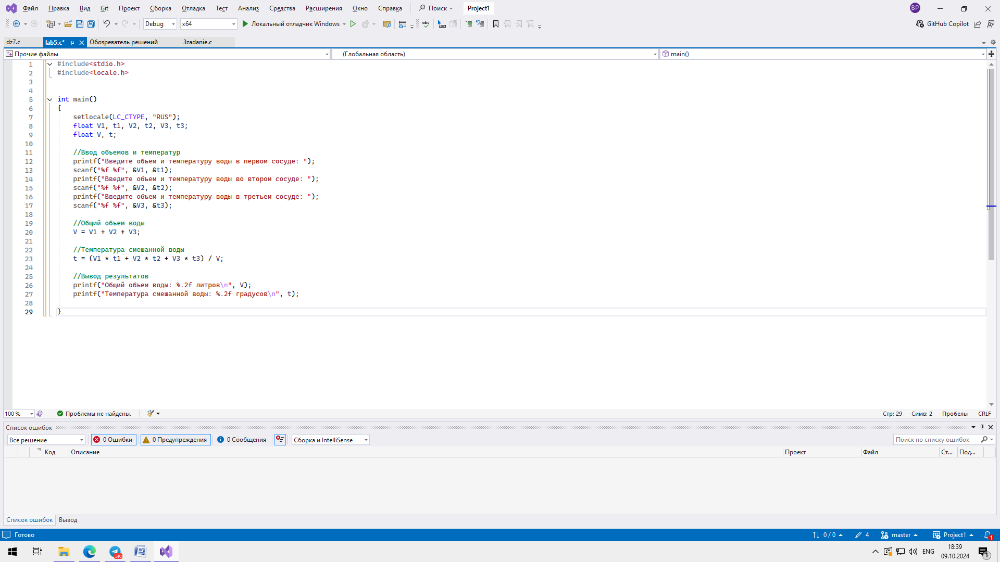 Файл Правка Вид Git Проект Сборка Отладка Тест Анализ Средства Расширения Окно Справка Поиск Project1 BP
Debug x64 Локальный отладчик Windows GitHub Copilot
dz7.c lab5.c* Обозреватель решений 3zadanie.c
Прочие файлы (Глобальная область) main()
1 #include<stdio.h>
2 #include<locale.h>
3
4
5 int main()
6 {
7 setlocale(LC_CTYPE, "RUS");
8 float V1, t1, V2, t2, V3, t3;
9 float V, t;
10
11 //Ввод объемов и температур
12 printf("Введите объем и температуру воды в первом сосуде: ");
13 scanf("%f %f", &V1, &t1);
14 printf("Введите объем и температуру воды во втором сосуде: ");
15 scanf("%f %f", &V2, &t2);
16 printf("Введите объем и температуру воды в третьем сосуде: ");
17 scanf("%f %f", &V3, &t3);
18
19 //Общий объем воды
20 V = V1 + V2 + V3;
21
22 //Температура смешанной воды
23 t = (V1 * t1 + V2 * t2 + V3 * t3) / V;
24
25 //Вывод результатов
26 printf("Общий объем воды: %.2f литров\n", V);
27 printf("Температура смешанной воды: %.2f градусов\n", t);
28
29 }
100 % Проблемы не найдены. Стр: 29 Симв: 2 Пробелы CRLF
Список ошибок
Все решение 0 Ошибки 0 Предупреждения 0 Сообщения Сборка и IntelliSense Поиск по списку ошибок
Код Описание Проект Файл Ст... Под...
Список ошибок Вывод
Готово 0 / 0 4 master Project1 1
40 ENG 18:39
09.10.2024 1